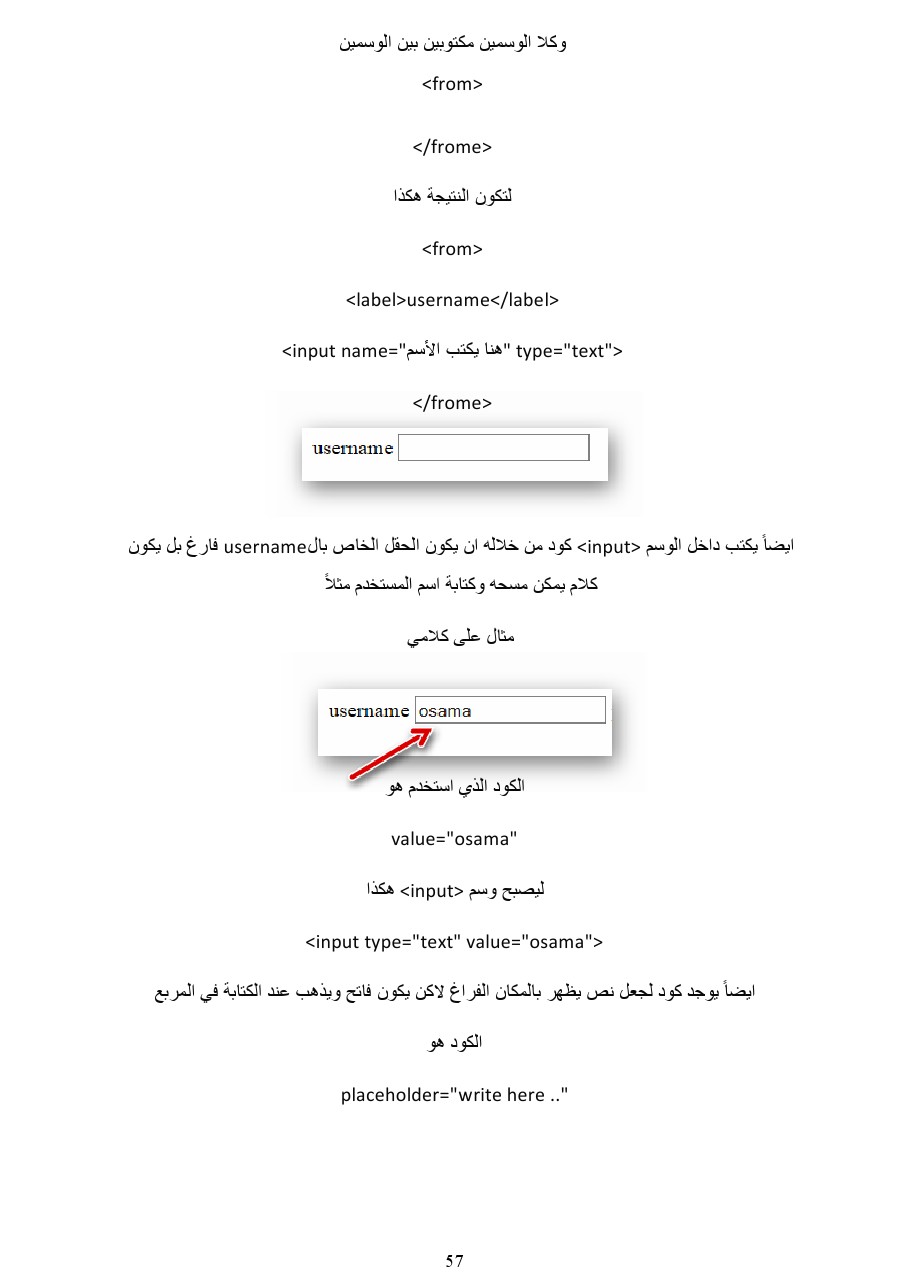 وكلا الوسمين مكتوبين بين الوسمين
<from>
</frome>
لتكون النتيجة هكذا
<from>
<label>username</label>
<input name="هنا يكتب الأسم" type="text">
</frome>
username
ايضاً يكتب داخل الوسم <input> كود من خلاله ان يكون الحقل الخاص بالusername فارغ بل يكون
كلام يمكن مسحه وكتابة اسم المستخدم مثلاً
مثال على كلامي
username osama
الكود الذي استخدم هو
value="osama"
ليصبح وسم <input> هكذا
<input type="text" value="osama">
ايضاً يوجد كود لجعل نص يظهر بالمكان الفراغ لاكن يكون فاتح ويذهب عند الكتابة في المربع
الكود هو
placeholder="write here .."
57